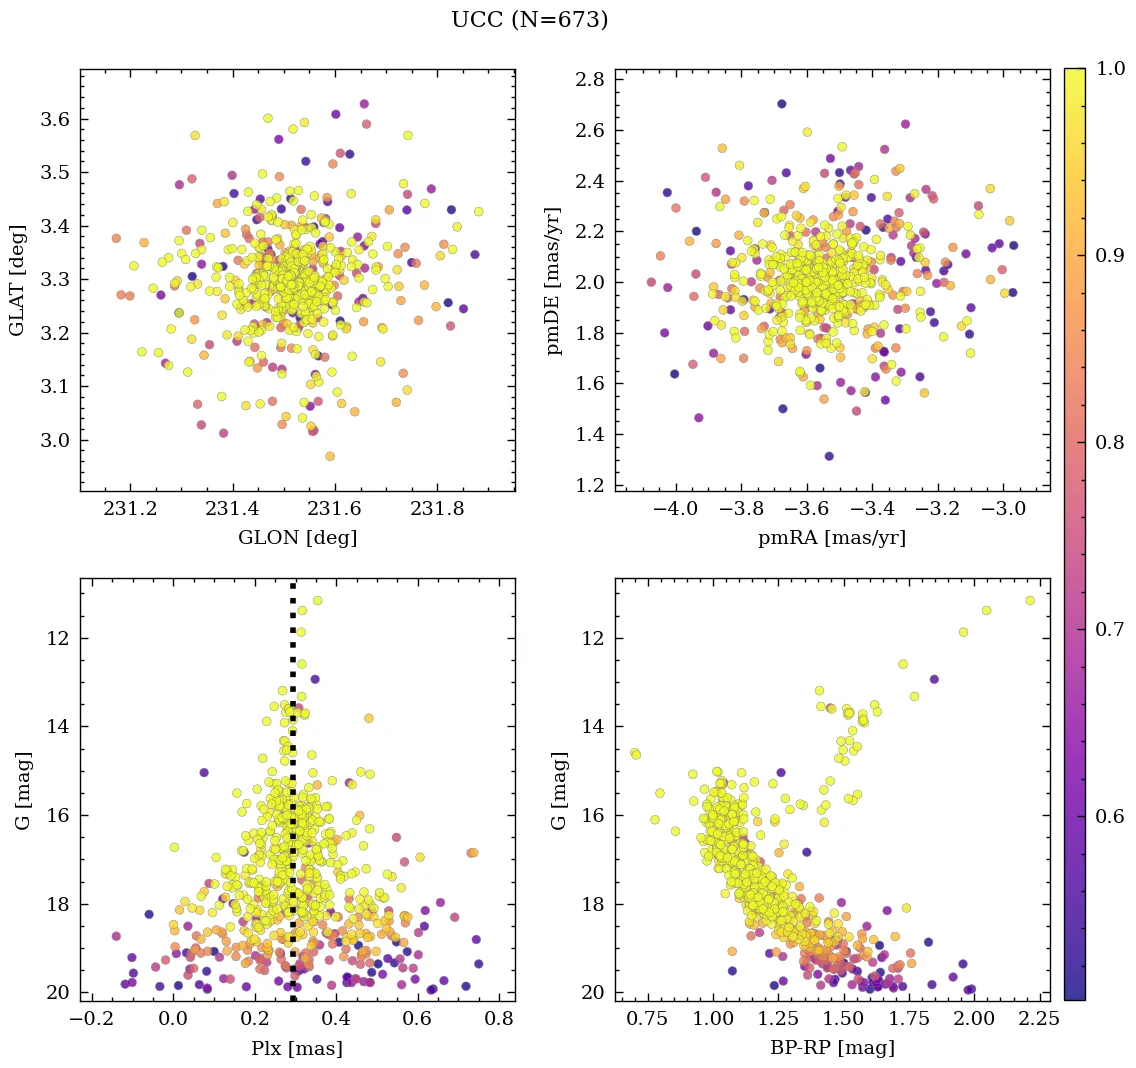 UCC (N=673)
3.6
3.5
3.4
3.3
3.2
3.1
3.0
GLAT [deg]
231.2 231.4 231.6 231.8
GLON [deg]
2.8
2.6
2.4
2.2
2.0
1.8
1.6
1.4
1.2
pmDE [mas/yr]
−4.0 −3.8 −3.6 −3.4 −3.2 −3.0
pmRA [mas/yr]
1.0
0.9
0.8
0.7
0.6
12
14
16
18
20
G [mag]
−0.2 0.0 0.2 0.4 0.6 0.8
Plx [mas]
12
14
16
18
20
G [mag]
0.75 1.00 1.25 1.50 1.75 2.00 2.25
BP-RP [mag]